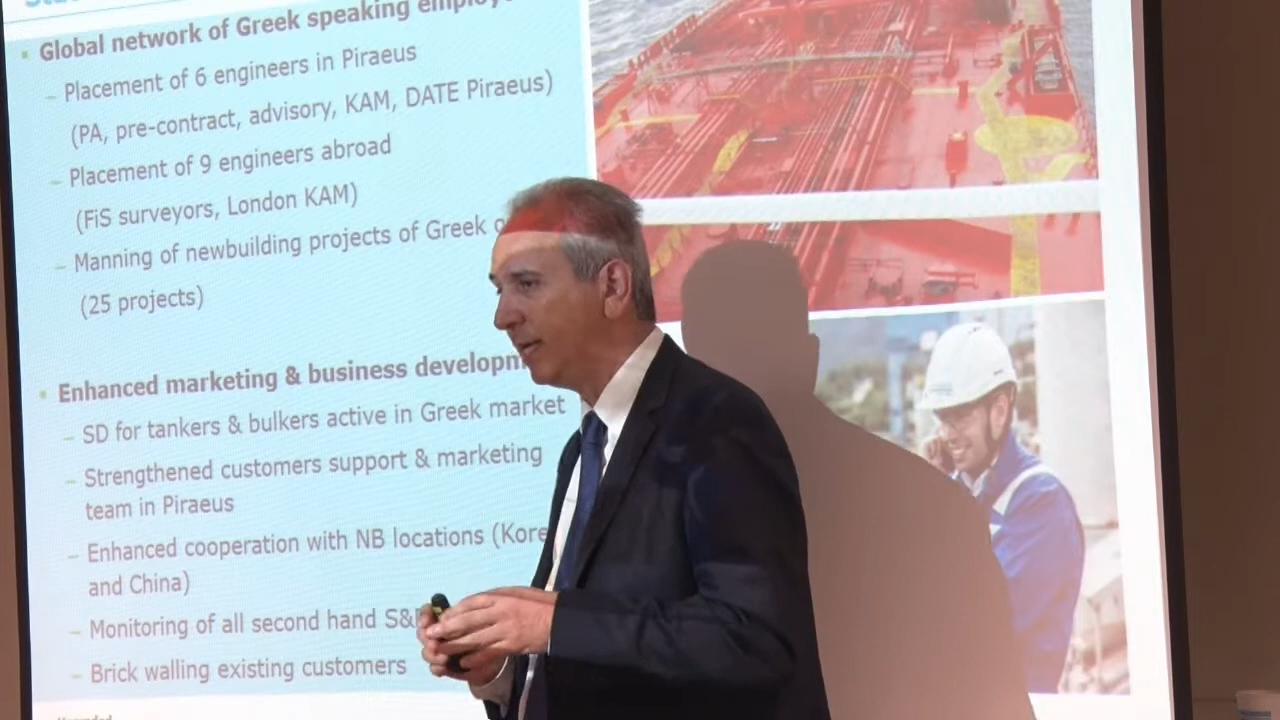 Global network of Greek speaking
Placement of 6 engineers in Piraeus
(PA, pre-contract, advisory, KAM, DATE Piraeus)
Placement of 9 engineers abroad
(FiS surveyors, London KAM)
Manning of newbuilding projects of Greek
(25 projects)
Enhanced marketing & business
SD for tankers & bulkers active in Greek market
Strengthened customers support & marketing
team in Piraeus
Enhanced cooperation with NB locations
and China)
Monitoring of all second hand
Brick walling existing customers